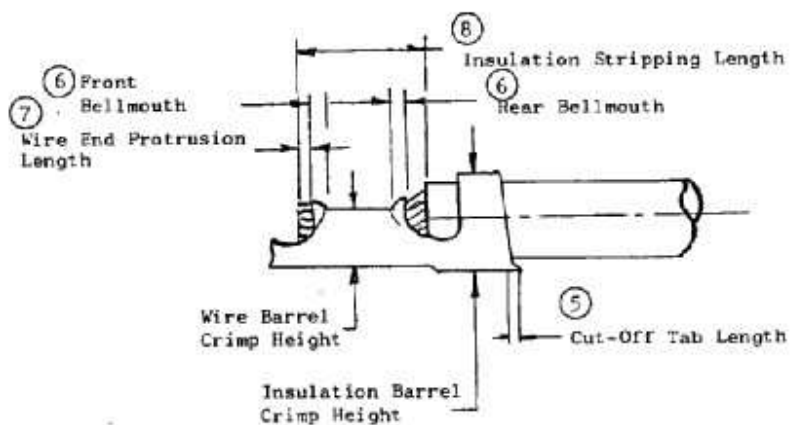 ⑧
Insulation Stripping Length
⑥ Front
Bellmouth
⑥
Rear Bellmouth
⑦
Wire End Protrusion
Length
⑤
Wire Barrel
Crimp Height
Cut-Off Tab Length
Insulation Barrel
Crimp Height